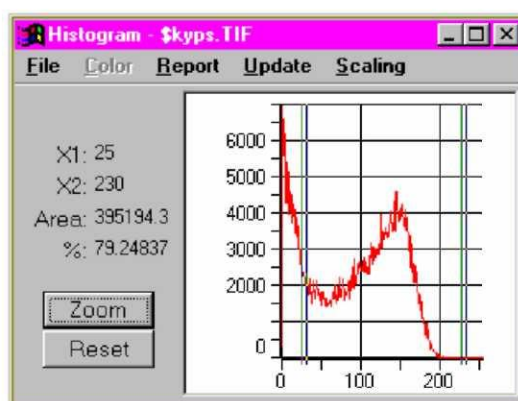 Histogram - $kyps.TIF
File Color Report Update Scaling
X1: 25
X2: 230
Area: 395194.3
%: 79.24837
Zoom
Reset
6000
5000
4000
3000
2000
0
0 100 200